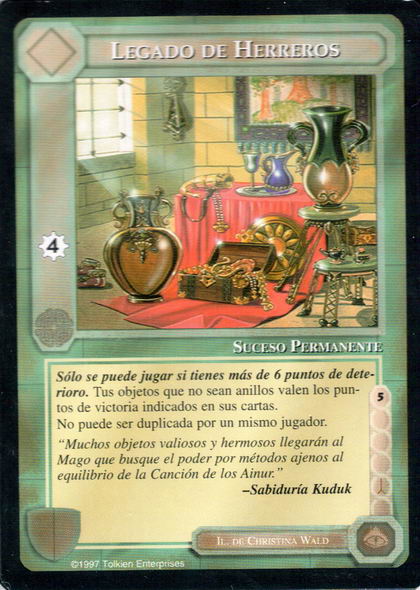 LEGADO DE HERREROS
4
SUCESO PERMANENTE
Sólo se puede jugar si tienes más de 6 puntos de dete-
rioro. Tus objetos que no sean anillos valen los pun-
tos de victoria indicados en sus cartas.
No puede ser duplicada por un mismo jugador.
5
“Muchos objetos valiosos y hermosos llegarán al
Mago que busque el poder por métodos ajenos al
equilibrio de la Canción de los Ainur.”
–Sabiduría Kuduk
IL. DE CHRISTINA WALD
©1997 Tolkien Enterprises